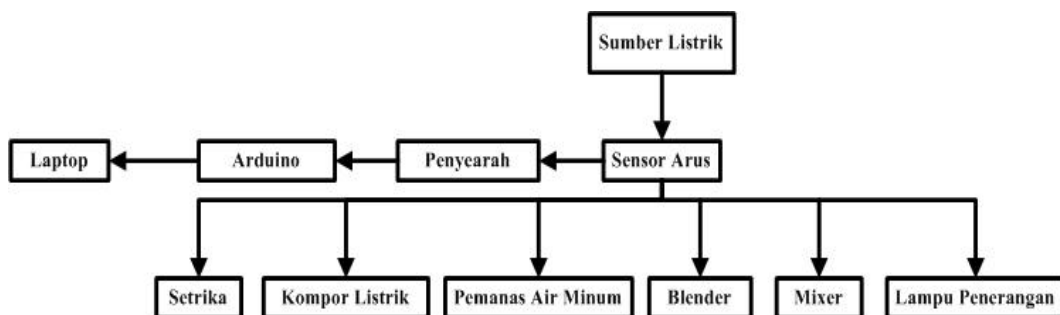 Sumber Listrik
Laptop
Arduino
Penyearah
Sensor Arus
Setrika
Kompor Listrik
Pemanas Air Minum
Blender
Mixer
Lampu Penerangan